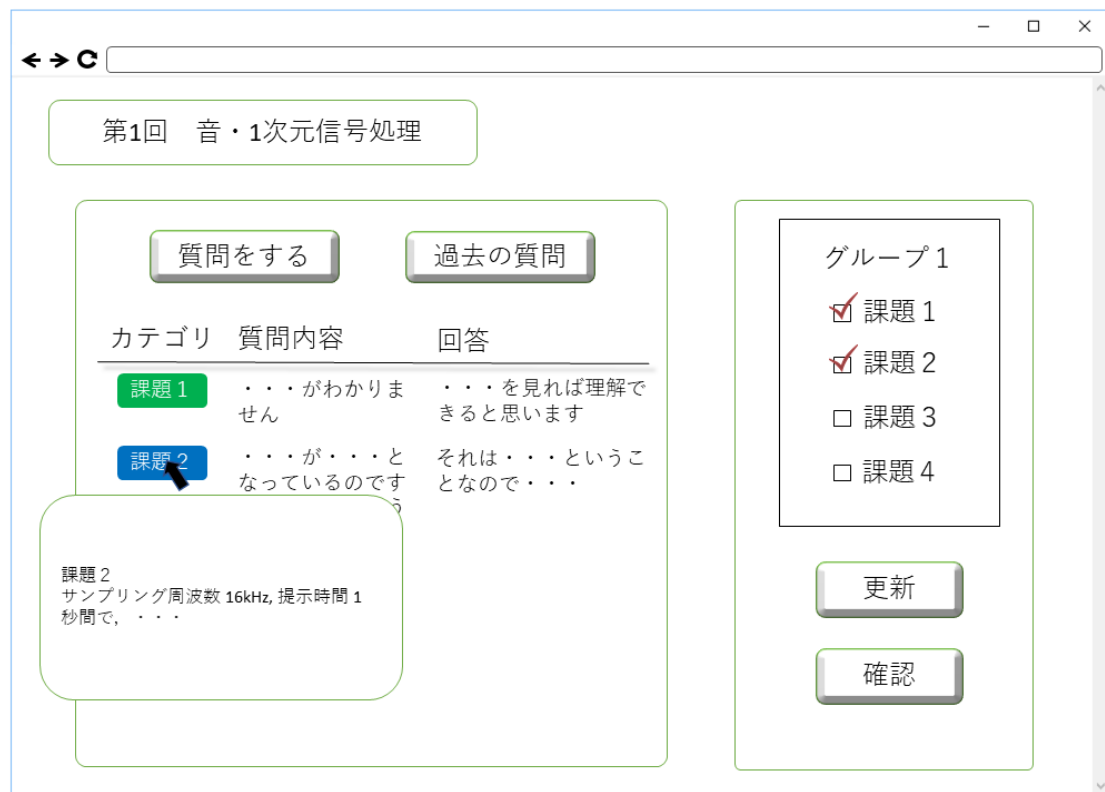 第1回 音・1次元信号処理
質問をする
過去の質問
カテゴリ 質問内容 回答
課題1
・・・がわかりま
せん
・・・を見れば理解で
きると思います
課題2
・・・が・・・と
なっているのです
う
それは・・・というこ
となので・・・
課題2
サンプリング周波数 16kHz, 提示時間 1
秒間で, ・・・
グループ1
課題1
課題2
課題3
課題4
更新
確認